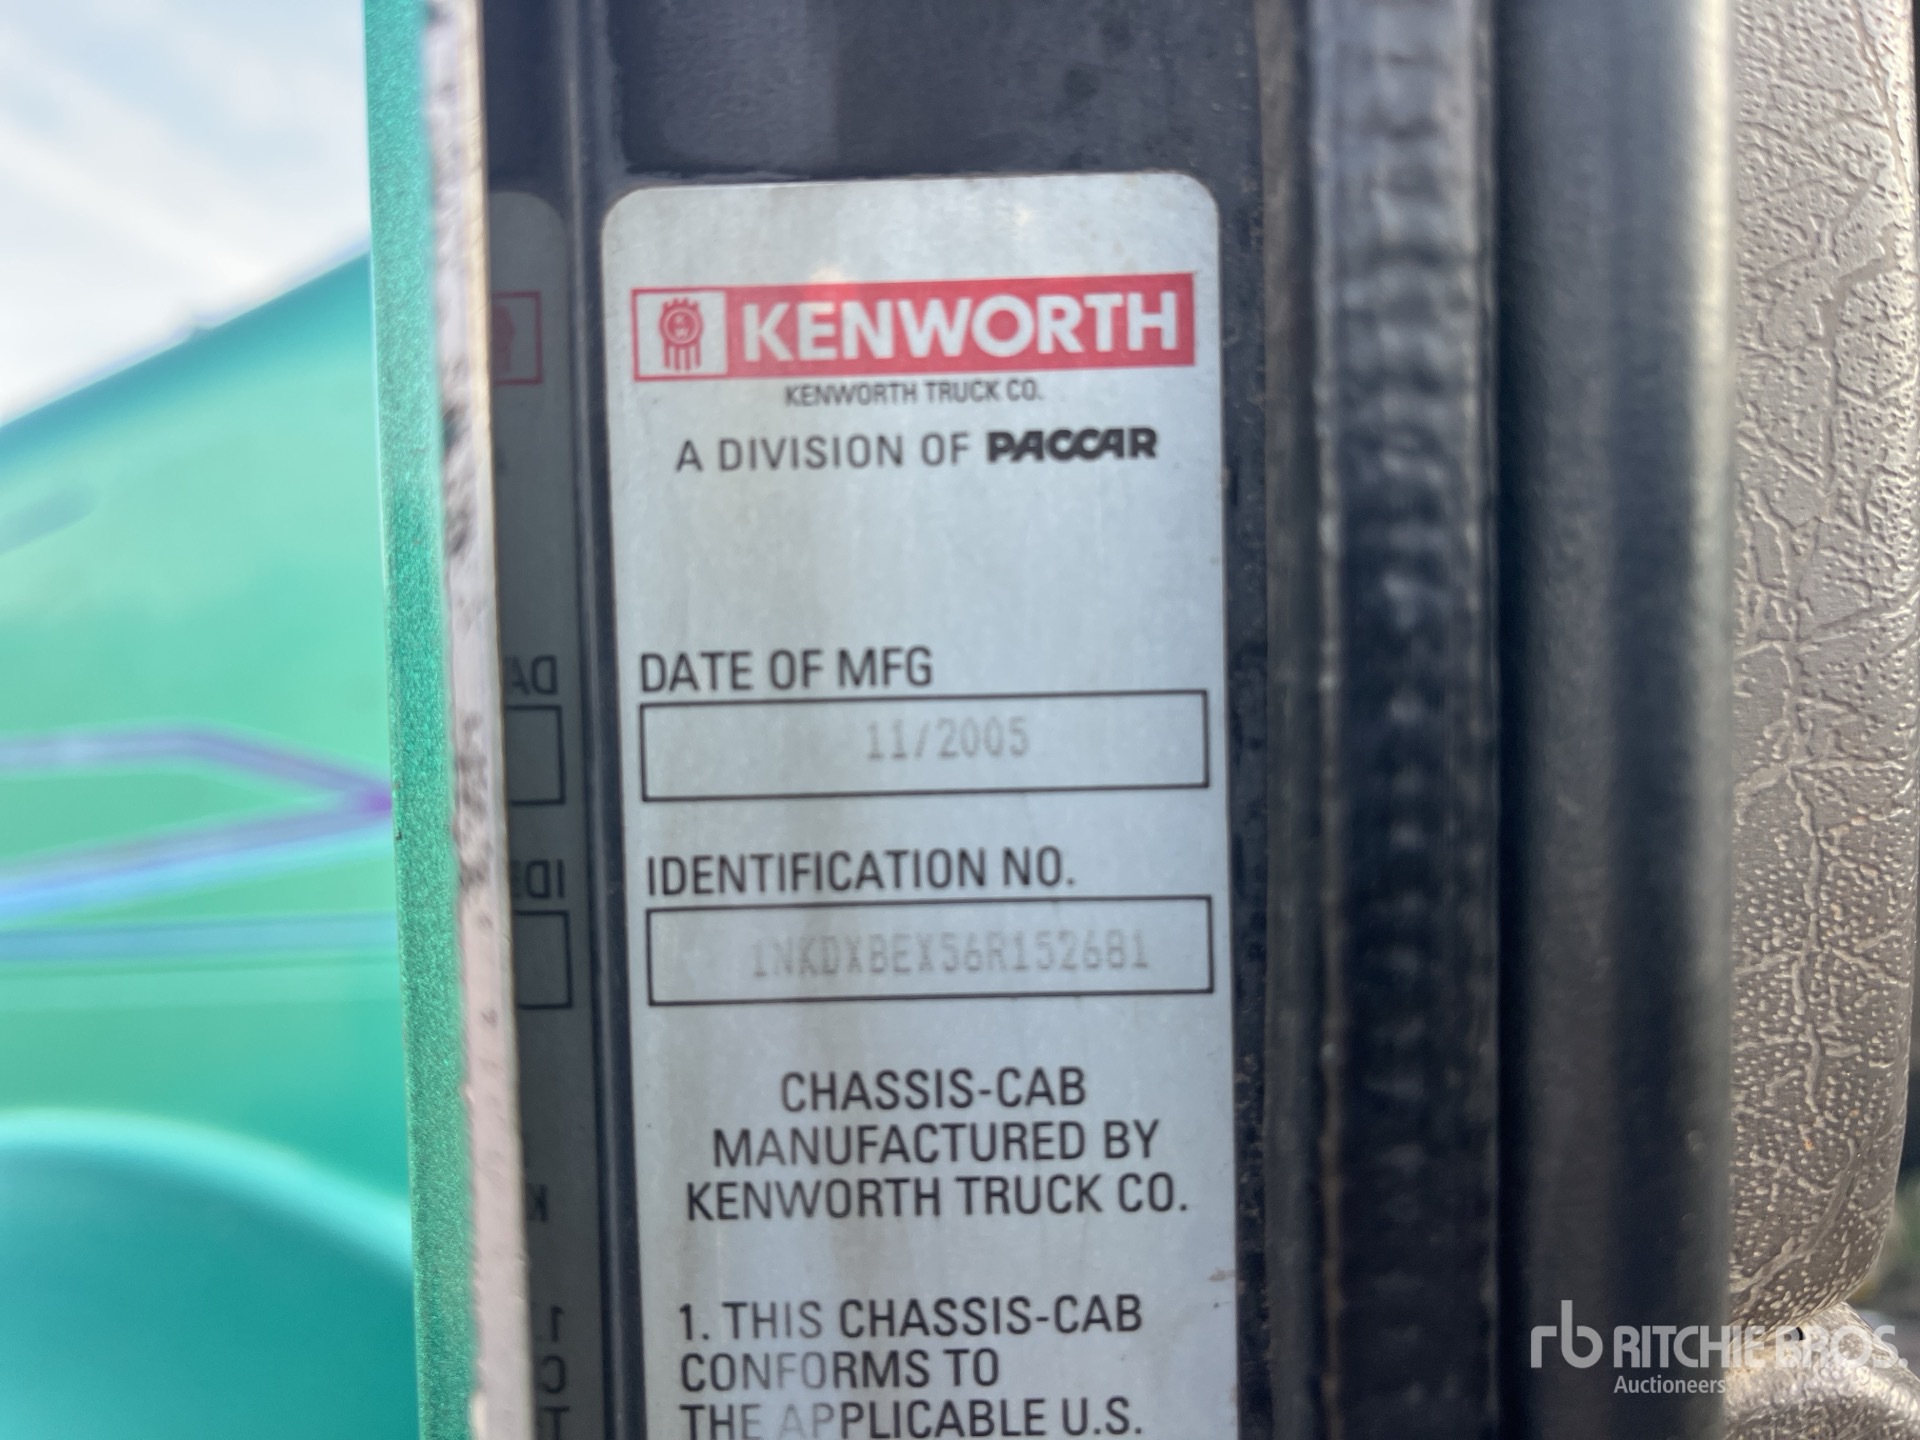 KENWORTH
KENWORTH TRUCK CO.
A DIVISION OF PACCAR
DATE OF MFG
11/2005
IDENTIFICATION NO.
1NKDXBEX56R152681
CHASSIS-CAB
MANUFACTURED BY
KENWORTH TRUCK CO.
1. THIS CHASSIS-CAB
CONFORMS TO
THE APPLICABLE U.S.
rb RITCHIE BROS.
Auctioneers